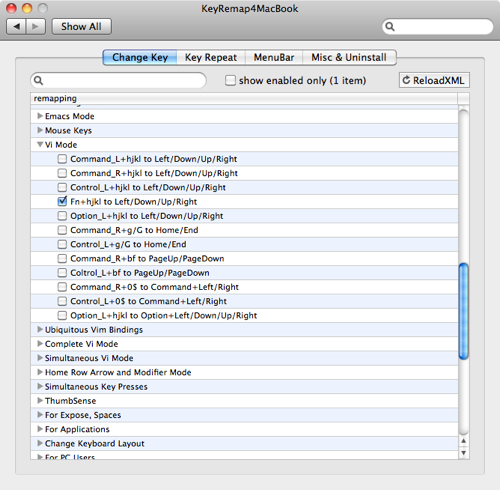 KeyRemap4MacBook
Show All
Change Key Key Repeat MenuBar Misc & Uninstall
show enabled only (1 item) ReloadXML
remapping
Emacs Mode
Mouse Keys
Vi Mode
Command_L+hjkl to Left/Down/Up/Right
Command_R+hjkl to Left/Down/Up/Right
Control_L+hjkl to Left/Down/Up/Right
Fn+hjkl to Left/Down/Up/Right
Option_L+hjkl to Left/Down/Up/Right
Command_R+g/G to Home/End
Control_L+g/G to Home/End
Command_R+bf to PageUp/PageDown
Coltrol_L+bf to PageUp/PageDown
Command_R+0$ to Command+Left/Right
Control_L+0$ to Command+Left/Right
Option_L+hjkl to Option+Left/Down/Up/Right
Ubiquitous Vim Bindings
Complete Vi Mode
Simultaneous Vi Mode
Home Row Arrow and Modifier Mode
Simultaneous Key Presses
ThumbSense
For Expose, Spaces
For Applications
Change Keyboard Layout
For PC Users